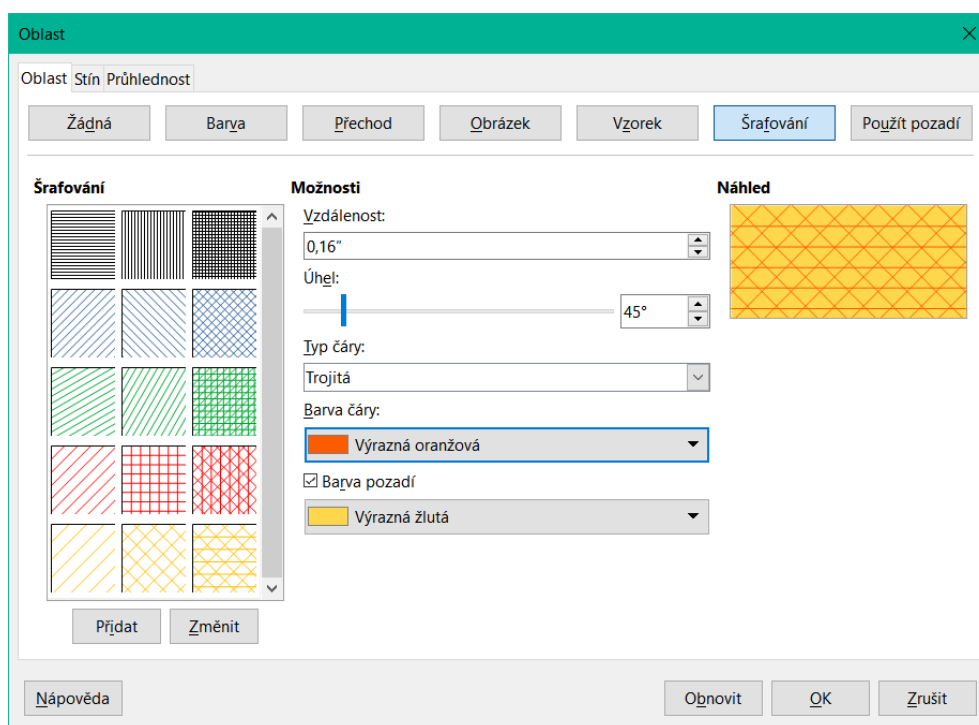 Oblast
Oblast Stín Průhlednost
Žádná Barva Přechod Obrázek Vzorek Šrafování Použít pozadí
Šrafování
Možnosti
Vzdálenost:
0,16"
Úhel:
45°
Typ čáry:
Trojitá
Barva čáry:
Výrazná oranžová
Barva pozadí
Výrazná žlutá
Náhled
Přidat Změnit
Nápověda Obnovit OK Zrušit